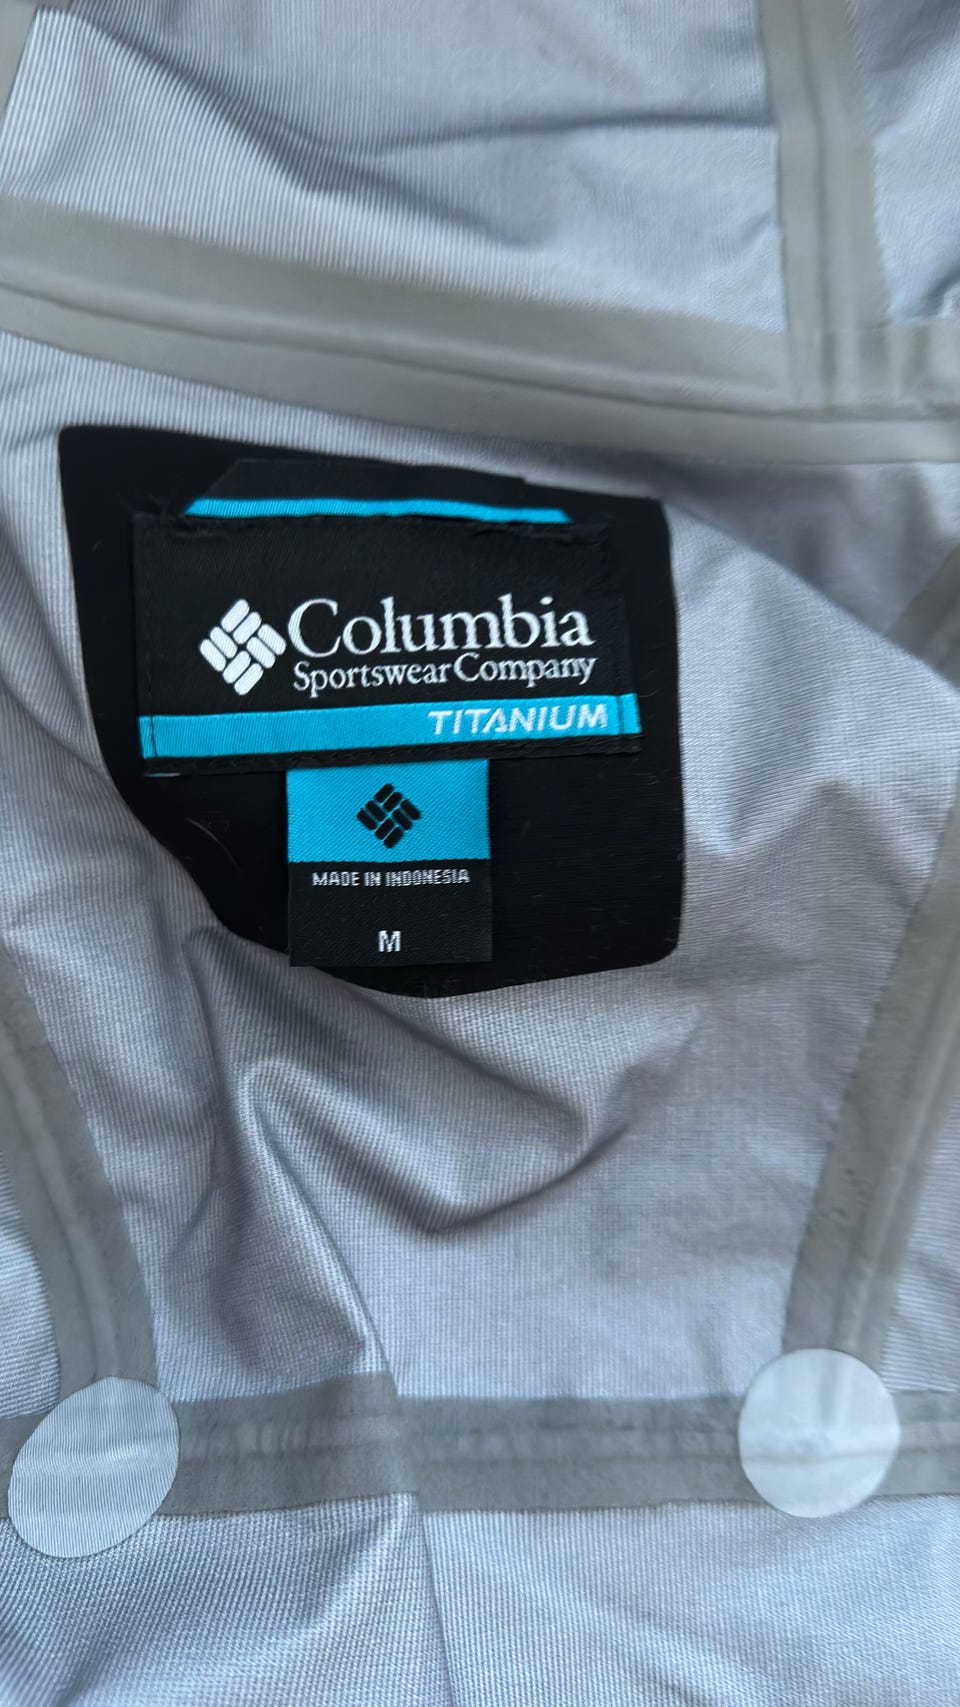 Columbia
Sportswear Company
TITANIUM
MADE IN INDONESIA
M